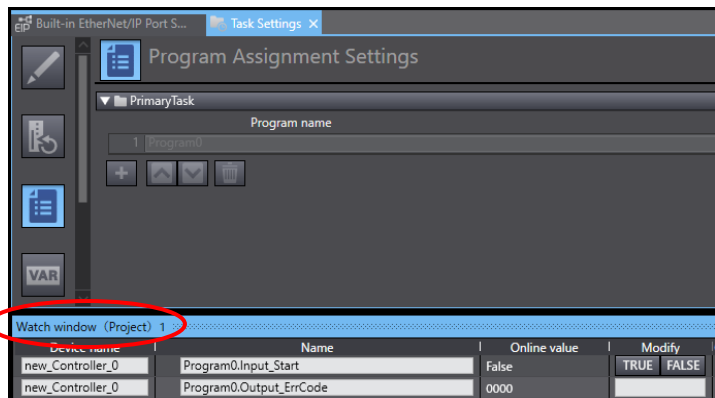 EIP Built-in EtherNet/IP Port S... Task Settings ×
Program Assignment Settings
PrimaryTask
Program name
1 Program0
VAR
Watch window (Project) 1
Device name Name Online value Modify
new_Controller_0 Program0.Input_Start False TRUE FALSE
new_Controller_0 Program0.Output_ErrCode 0000